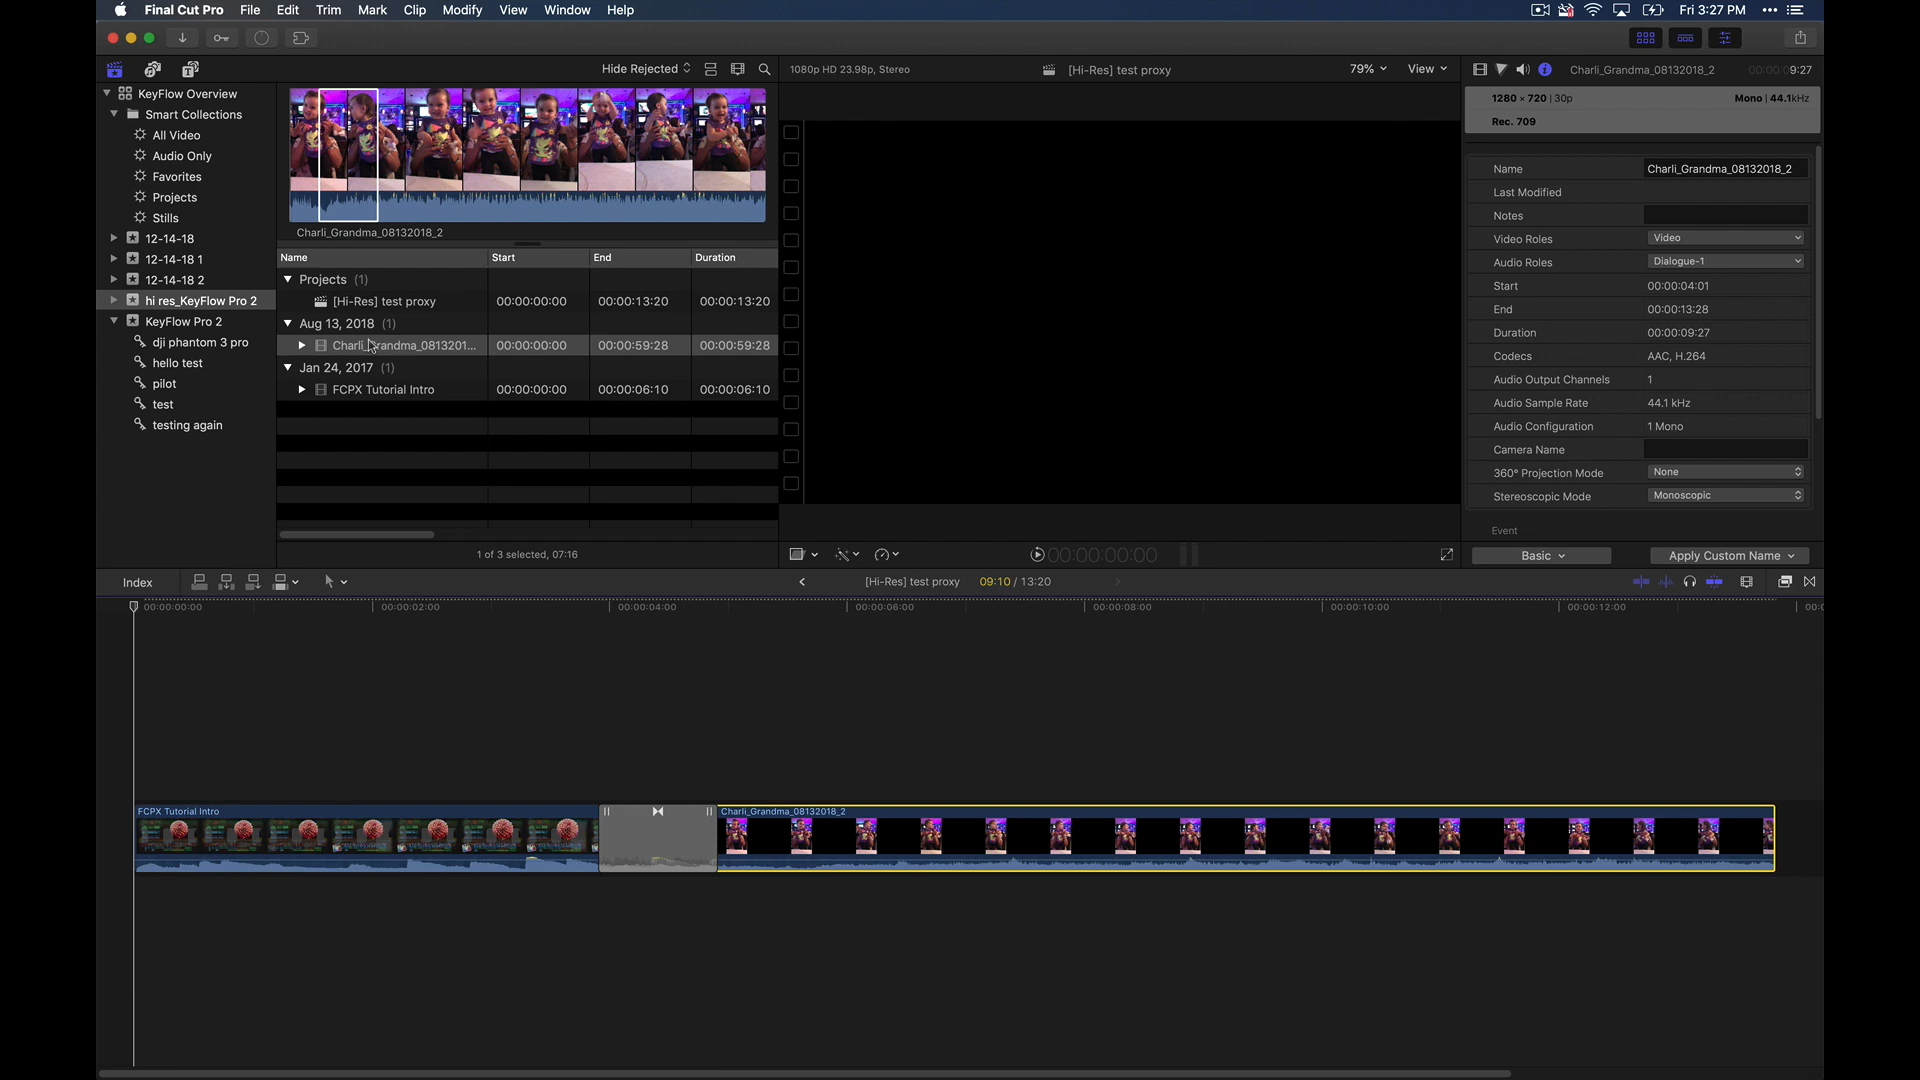 Final Cut Pro File Edit Trim Mark Clip Modify View Window Help Fri 3:27 PM
Hide Rejected 1080p HD 23.98p, Stereo [Hi-Res] test proxy 79% View Charli_Grandma_08132018_2 00:00:09:27
KeyFlow Overview
Smart Collections
All Video
Audio Only
Favorites
Projects
Stills
12-14-18
12-14-18 1
12-14-18 2
hi res_KeyFlow Pro 2
KeyFlow Pro 2
dji phantom 3 pro
hello test
pilot
test
testing again
Charli_Grandma_08132018_2
Name Start End Duration
Projects (1)
[Hi-Res] test proxy 00:00:00:00 00:00:13:20 00:00:13:20
Aug 13, 2018 (1)
Charli_Grandma_0813201... 00:00:00:00 00:00:59:28 00:00:59:28
Jan 24, 2017 (1)
FCPX Tutorial Intro 00:00:00:00 00:00:06:10 00:00:06:10
1 of 3 selected, 07:16
00:00:00:00
1280 × 720 | 30p Mono | 44.1kHz
Rec. 709
Name Charli_Grandma_08132018_2
Last Modified
Notes
Video Roles Video
Audio Roles Dialogue-1
Start 00:00:04:01
End 00:00:13:28
Duration 00:00:09:27
Codecs AAC, H.264
Audio Output Channels 1
Audio Sample Rate 44.1 kHz
Audio Configuration 1 Mono
Camera Name
360° Projection Mode None
Stereoscopic Mode Monoscopic
Event
Basic Apply Custom Name
Index [Hi-Res] test proxy 09:10 / 13:20
00:00:00:00 00:00:02:00 00:00:04:00 00:00:06:00 00:00:08:00 00:00:10:00 00:00:12:00 00:0
FCPX Tutorial Intro Charli_Grandma_08132018_2